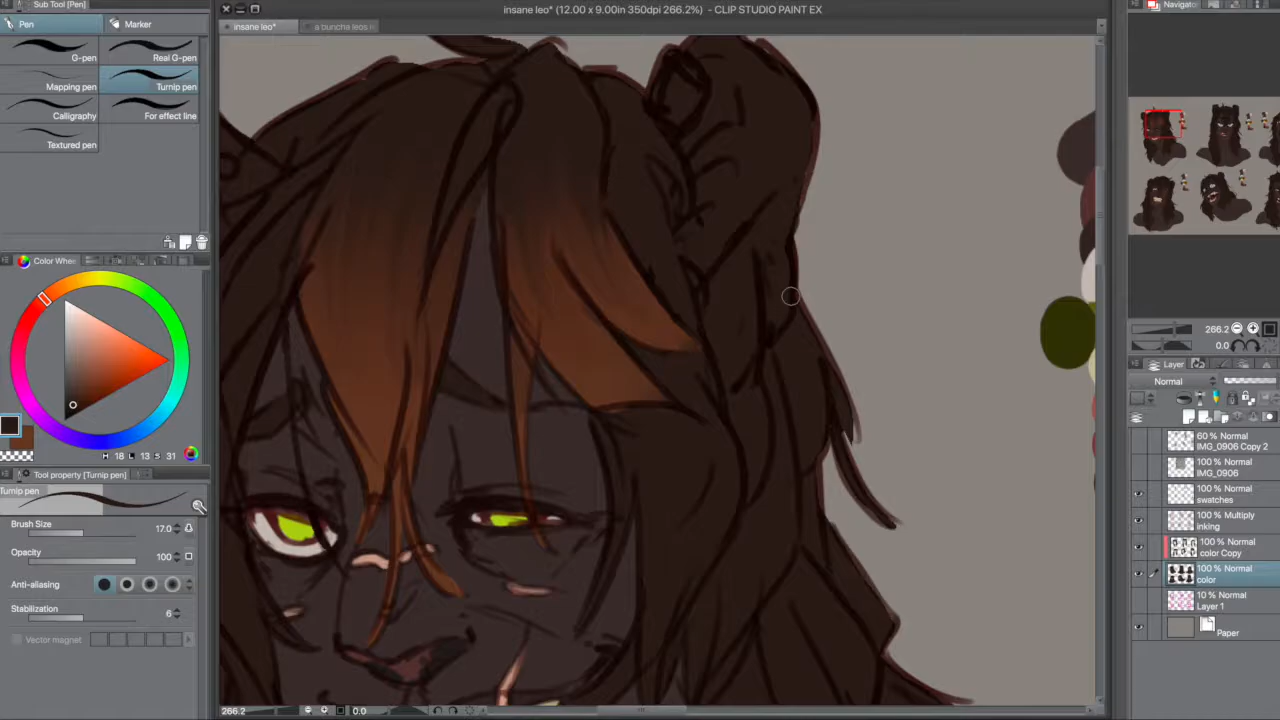 Sub Tool [Pen]
insane leo* (12.00 x 9.00in 350dpi 266.2%) - CLIP STUDIO PAINT EX
Navigator
Pen
Marker
insane leo*
a buncha leos i
G-pen
Real G-pen
Mapping pen
Turnip pen
Calligraphy
For effect line
Textured pen
Color Whee
H 18 L 13 S 31
Tool property [Turnip pen]
Turnip pen
Brush Size
17.0
Opacity
100
Anti-aliasing
Stabilization
6
Vector magnet
266.2
0.0
266.2
0.0
Layer
Normal
60 % Normal
IMG_0906 Copy 2
100 % Normal
IMG_0906
100 % Normal
swatches
100 % Multiply
inking
100 % Normal
color Copy
100 % Normal
color
10 % Normal
Layer 1
Paper